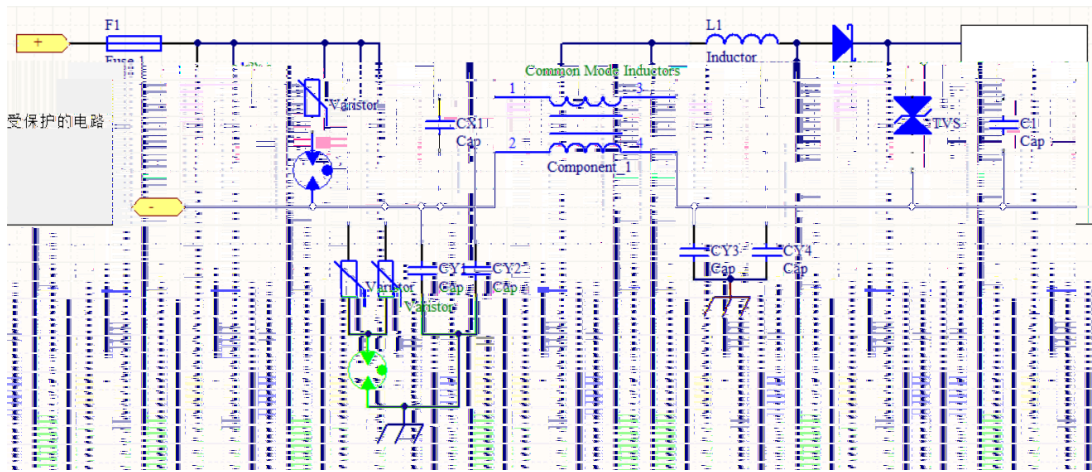 F1
+
L1
Inductor
Common Mode Inductors
1
3
Varistor
CX1
Cap
受保护的电路
2
4
Component_1
TVS
C1
Cap
-
CY1
Cap
CY2
Cap
CY3
Cap
CY4
Cap
Varistor
Varistor